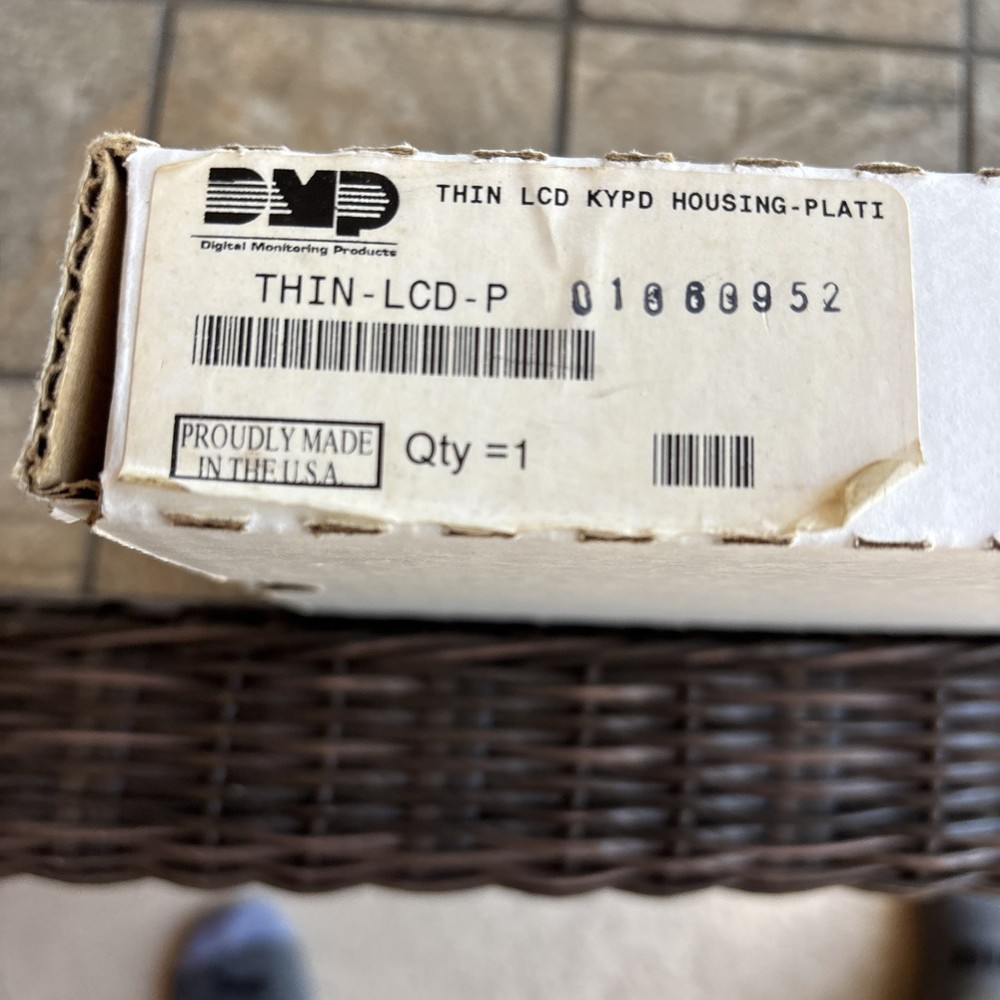 DMP
Digital Monitoring Products
THIN LCD KYPD HOUSING-PLATI
THIN-LCD-P
PROUDLY MADE
IN THE U.S.A.
Qty =1